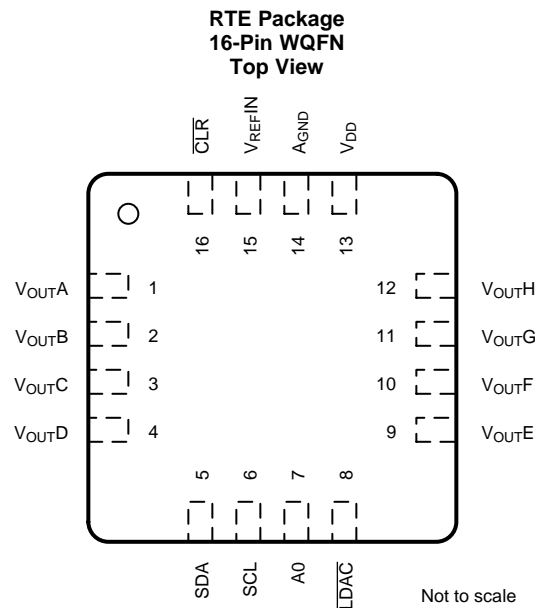 RTE Package
16-Pin WQFN
Top View
CLR
VREFIN
AGND
VDD
16
15
14
13
VOUTA 1
VOUTB 2
VOUTC 3
VOUTD 4
12 VOUTH
11 VOUTG
10 VOUTF
9 VOUTE
5
6
7
8
SDA
SCL
A0
LDAC
Not to scale